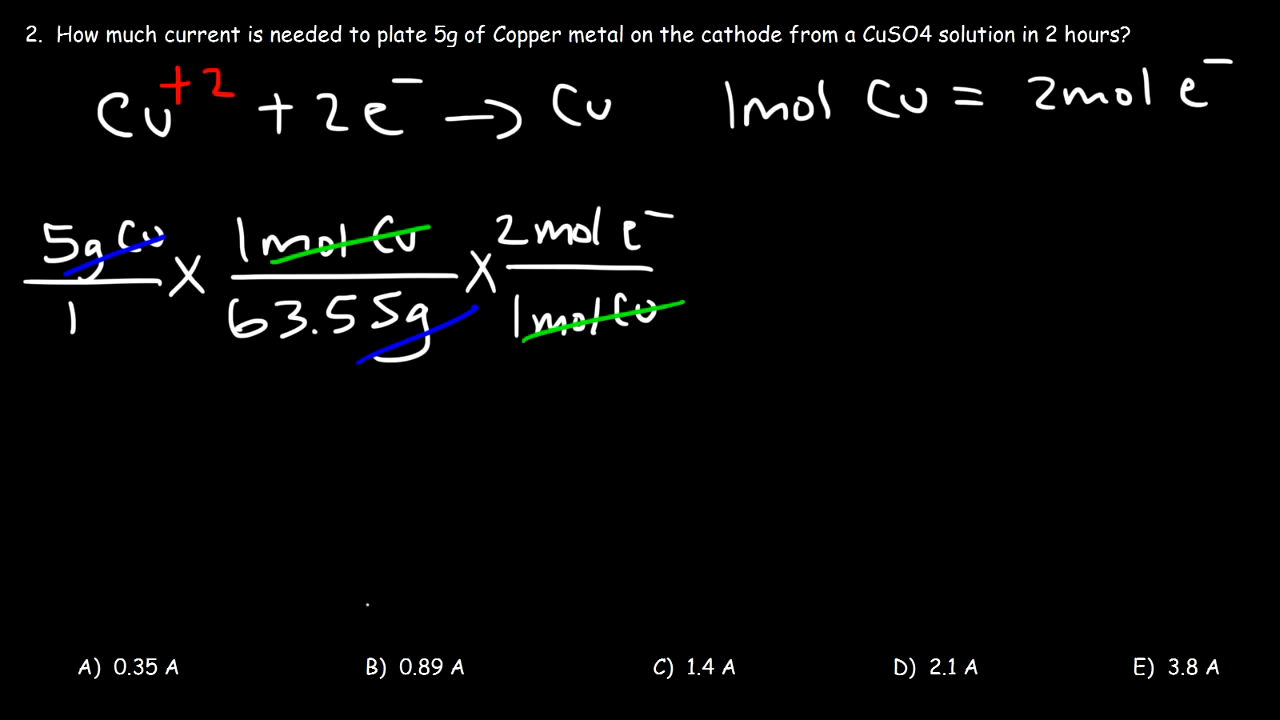 2. How much current is needed to plate 5g of Copper metal on the cathode from a CuSO4 solution in 2 hours?
Cu+2 + 2e− → Cu 1mol Cu = 2mol e−
5g Cu 1mol Cu 2mol e−
X X
1 63.55g 1mol Cu
A) 0.35 A B) 0.89 A C) 1.4 A D) 2.1 A E) 3.8 A